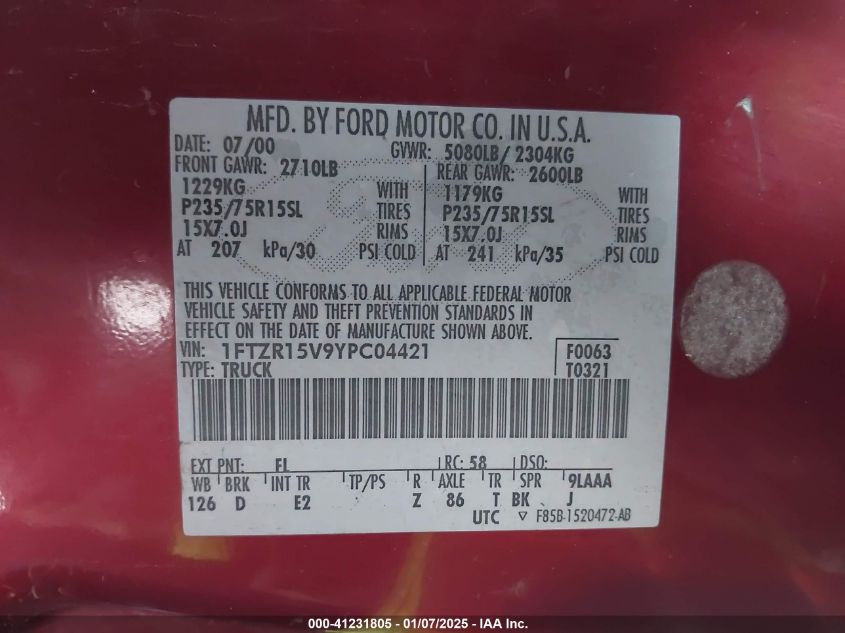 MFD. BY FORD MOTOR CO. IN U.S.A.
DATE: 07/00 GVWR: 5080LB/ 2304KG
FRONT GAWR: 2710LB REAR GAWR: 2600LB
1229KG WITH 1179KG WITH
P235/75R15SL TIRES P235/75R15SL TIRES
15X7.0J RIMS 15X7.0J RIMS
AT 207 kPa/30 PSI COLD AT 241 kPa/35 PSI COLD
THIS VEHICLE CONFORMS TO ALL APPLICABLE FEDERAL MOTOR
VEHICLE SAFETY AND THEFT PREVENTION STANDARDS IN
EFFECT ON THE DATE OF MANUFACTURE SHOWN ABOVE.
VIN: 1FTZR15V9YPC04421 F0063
TYPE: TRUCK T0321
EXT PNT: FL RC: 58 DSO:
WB BRK INT TR TP/PS R AXLE TR SPR 9LAAA
126 D E2 Z 86 T BK J
UTC ▽ F85B-1520472-AB
000-41231805 — 01/07/2025 - IAA Inc.